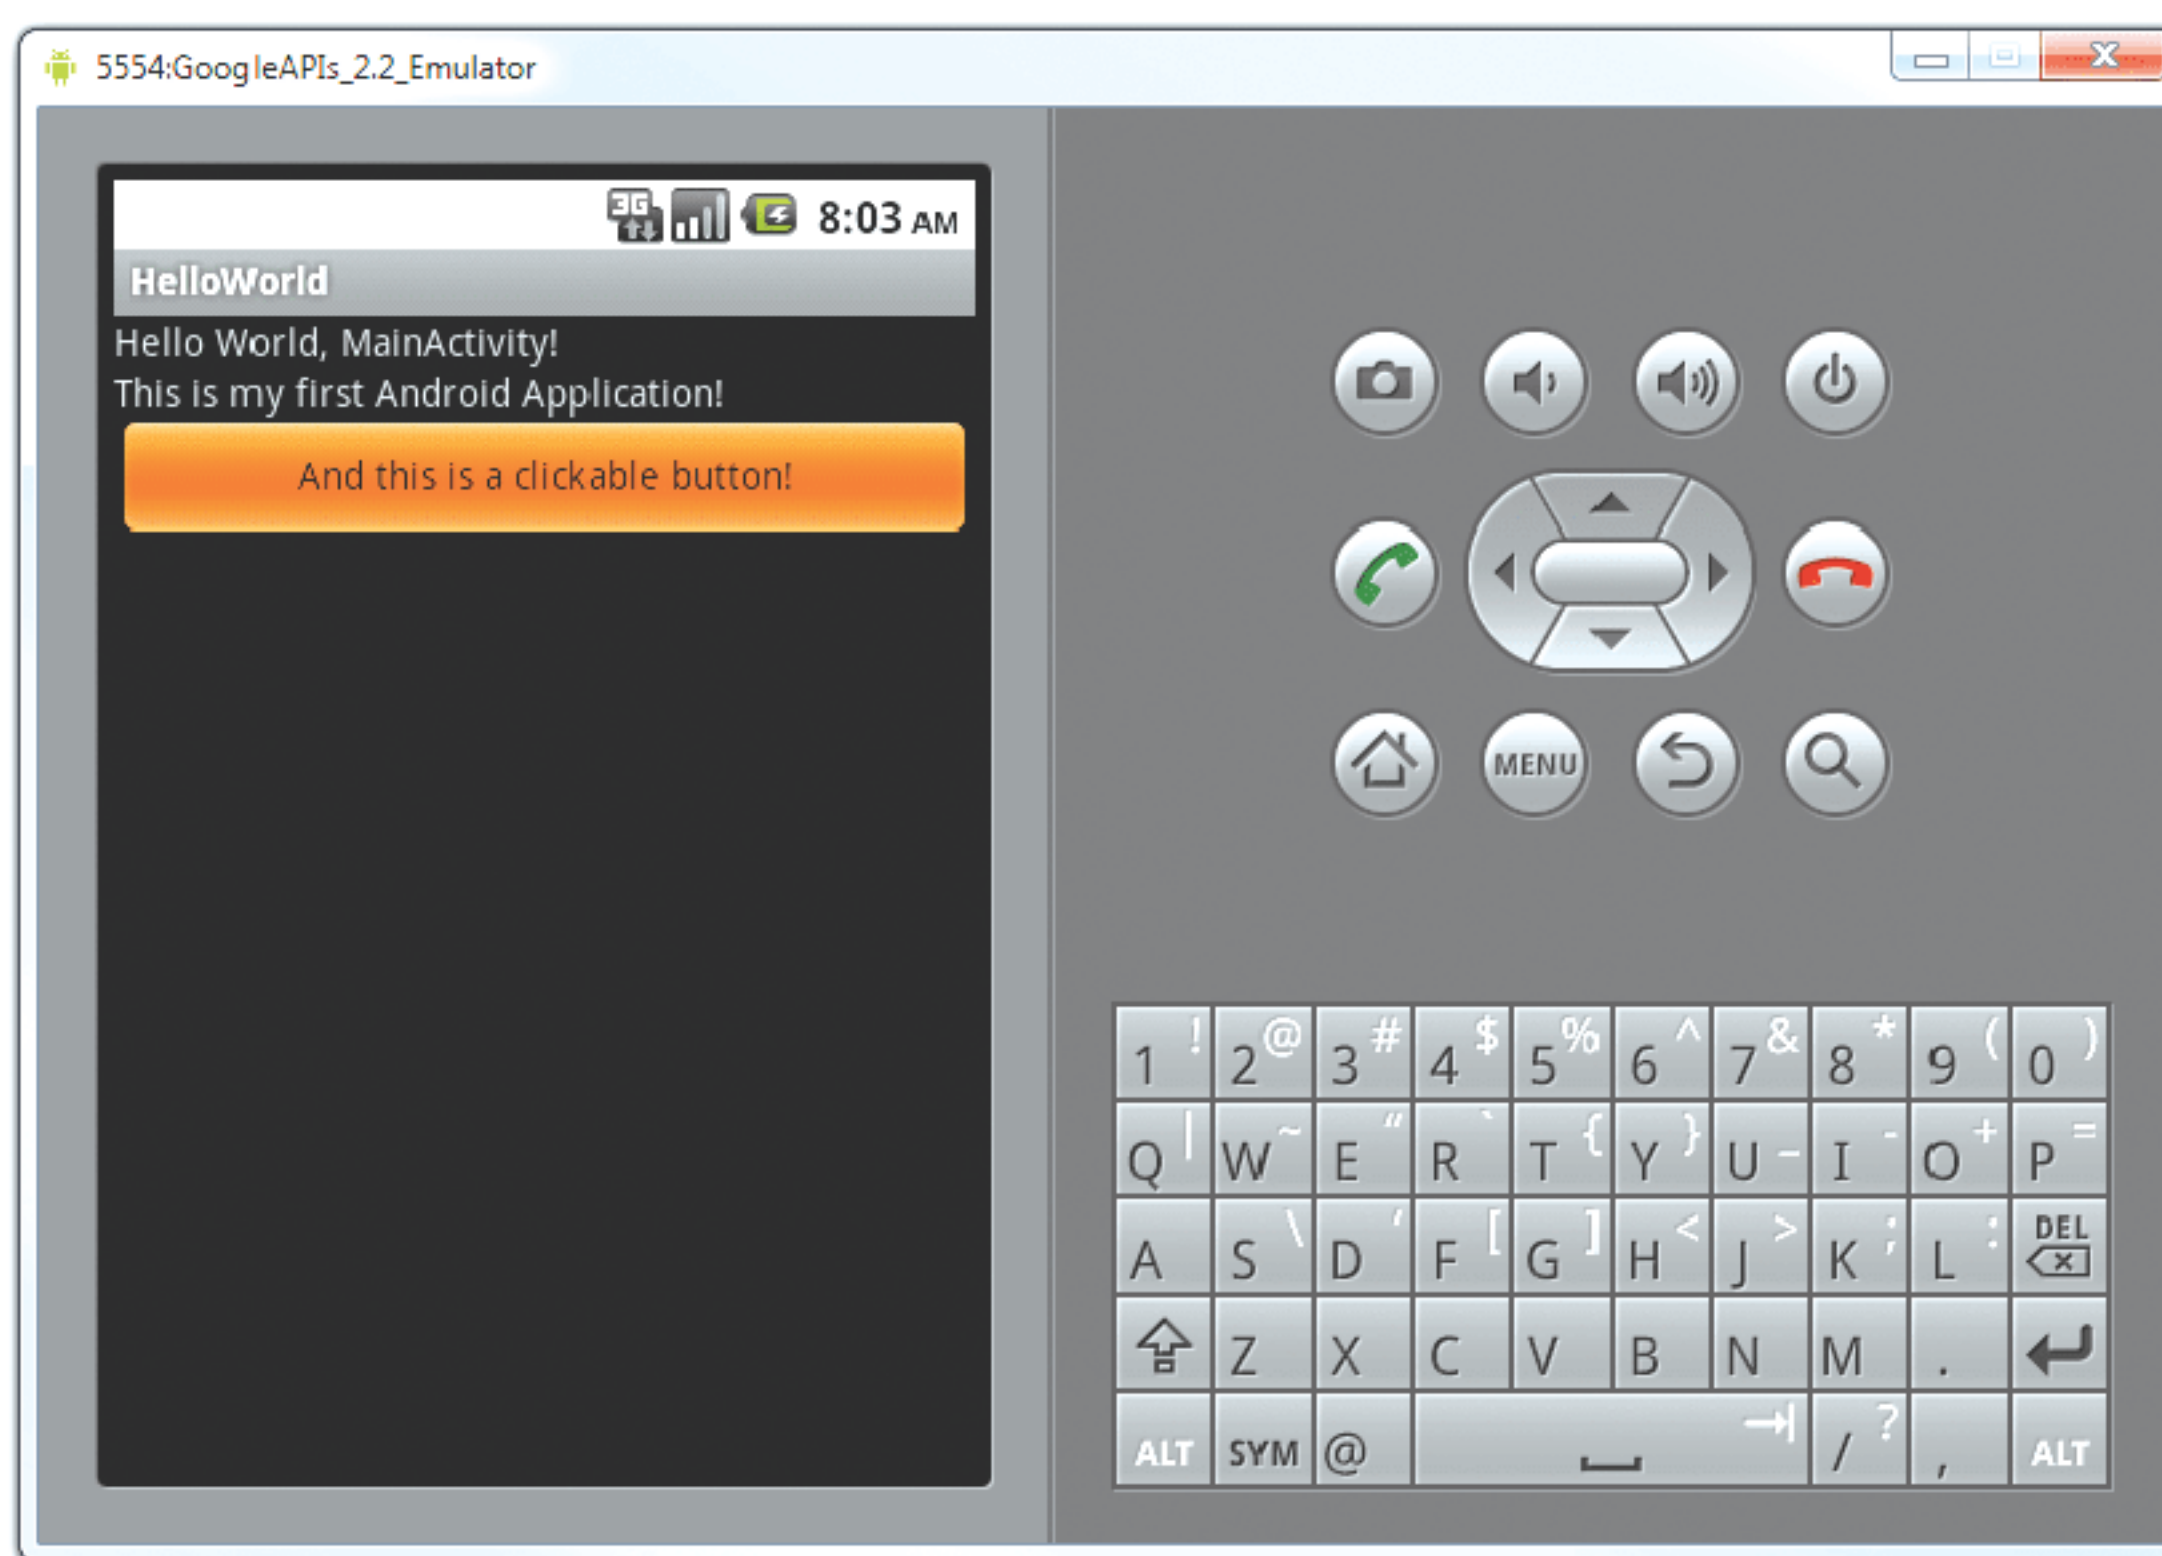 5554:GoogleAPIs_2.2_Emulator
3G 8:03 AM
HelloWorld
Hello World, MainActivity!
This is my first Android Application!
And this is a clickable button!
MENU
1 ! 2 @ 3 # 4 $ 5 % 6 ^ 7 & 8 * 9 ( 0 )
Q | W ~ E “ R ` T { Y } U _ I - O + P =
A S \ D ‘ F [ G ] H < J > K ; L : DEL
Z X C V B N M .
ALT SYM @ / ? , ALT